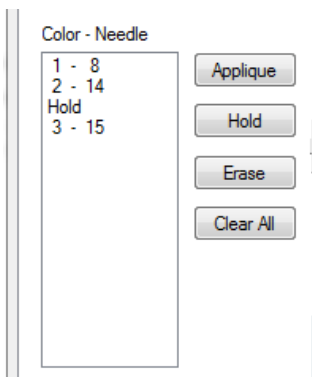 Color - Needle
1 - 8
2 - 14
Hold
3 - 15
Applique
Hold
Erase
Clear All